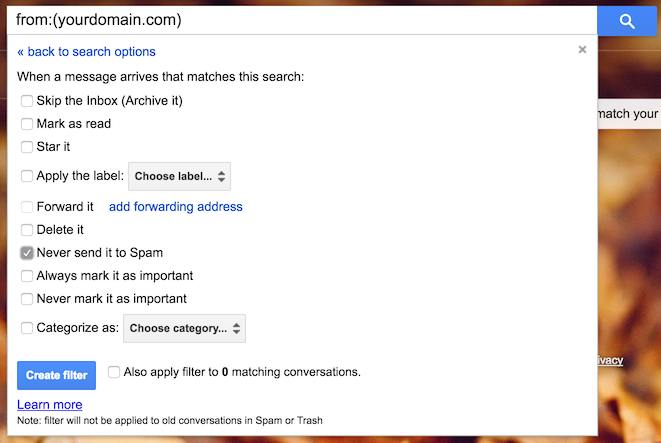 from:(yourdomain.com)
« back to search options
×
When a message arrives that matches this search:
Skip the Inbox (Archive it)
match your
Mark as read
Star it
Apply the label: Choose label...
Forward it add forwarding address
Delete it
Never send it to Spam
Always mark it as important
Never mark it as important
Categorize as: Choose category...
Create filter Also apply filter to 0 matching conversations.
Learn more
Note: filter will not be applied to old conversations in Spam or Trash